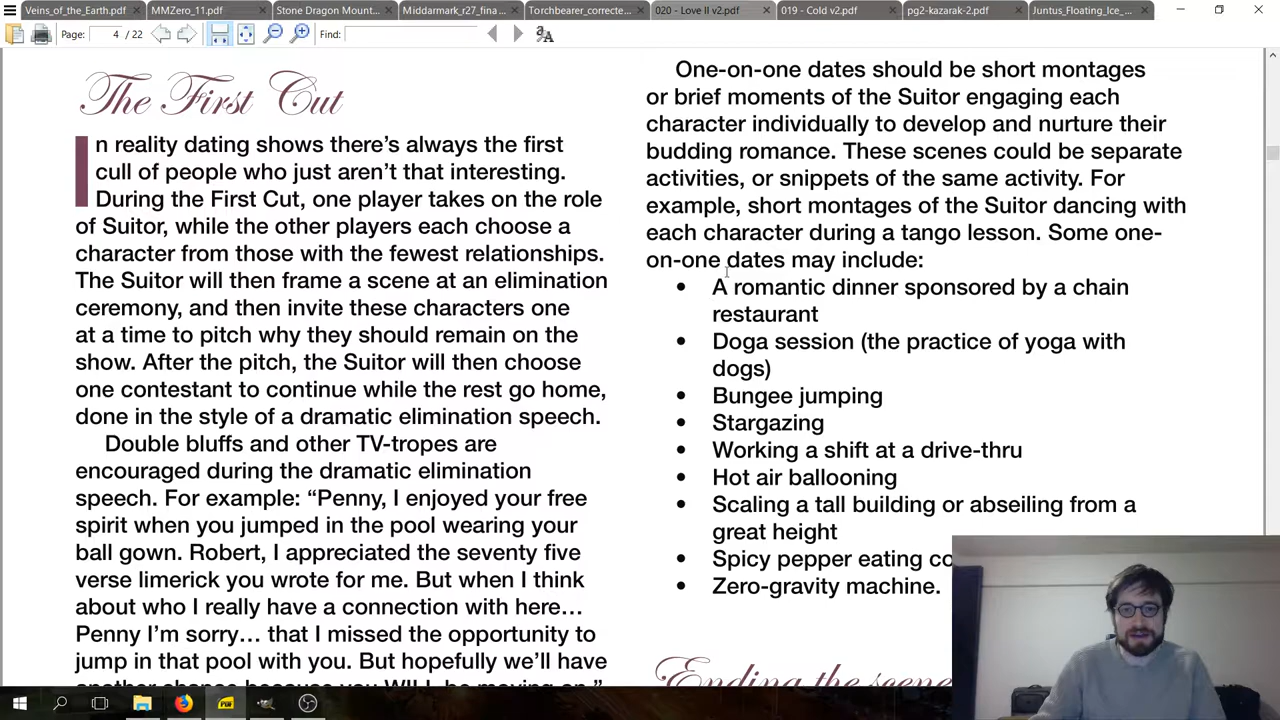 Veins_of_the_Earth.pdf
MMZero_11.pdf
Stone Dragon Mount...
Middarmark_r27_fina...
Torchbearer_correcte...
020 - Love II v2.pdf
019 - Cold v2.pdf
pg2-kazarak-2.pdf
Juntus_Floating_Ice_...
Page: 4 / 22 Find:
The First Cut
In reality dating shows there's always the first
cull of people who just aren't that interesting.
During the First Cut, one player takes on the role
of Suitor, while the other players each choose a
character from those with the fewest relationships.
The Suitor will then frame a scene at an elimination
ceremony, and then invite these characters one
at a time to pitch why they should remain on the
show. After the pitch, the Suitor will then choose
one contestant to continue while the rest go home,
done in the style of a dramatic elimination speech.
Double bluffs and other TV-tropes are
encouraged during the dramatic elimination
speech. For example: “Penny, I enjoyed your free
spirit when you jumped in the pool wearing your
ball gown. Robert, I appreciated the seventy five
verse limerick you wrote for me. But when I think
about who I really have a connection with here…
Penny I'm sorry… that I missed the opportunity to
jump in that pool with you. But hopefully we'll have
another chance because you WILL be moving on.”
One-on-one dates should be short montages
or brief moments of the Suitor engaging each
character individually to develop and nurture their
budding romance. These scenes could be separate
activities, or snippets of the same activity. For
example, short montages of the Suitor dancing with
each character during a tango lesson. Some one-
on-one dates may include:
• A romantic dinner sponsored by a chain
restaurant
• Doga session (the practice of yoga with
dogs)
• Bungee jumping
• Stargazing
• Working a shift at a drive-thru
• Hot air ballooning
• Scaling a tall building or abseiling from a
great height
• Spicy pepper eating co
• Zero-gravity machine.
Ending the scene